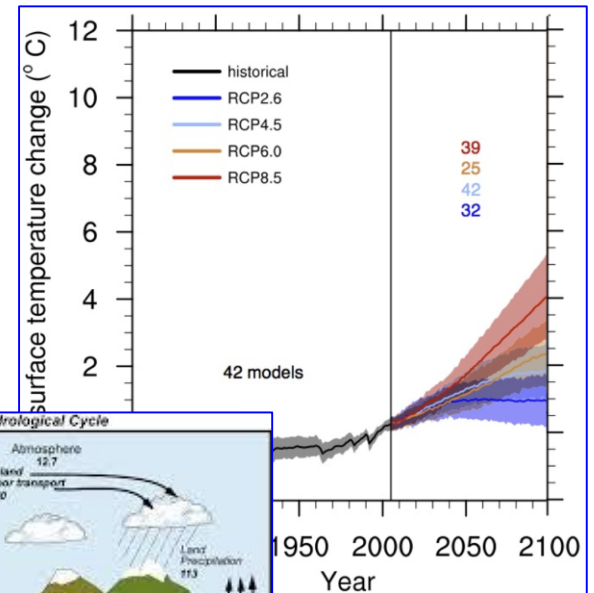 surface temperature change (° C)
12
10
8
6
4
2
historical
RCP2.6
RCP4.5
RCP6.0
RCP8.5
39
25
42
32
42 models
1950 2000 2050 2100
Year
Cycle
Atmosphere
12.7
land
transport
Land
Precipitation
113